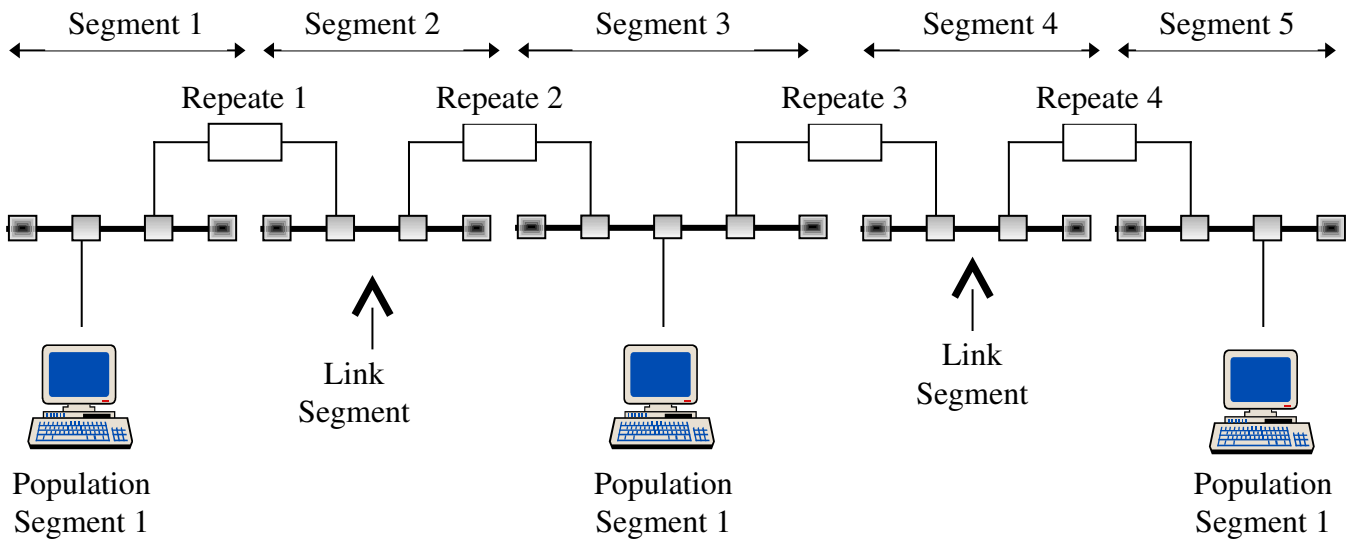 Segment 1
Segment 2
Segment 3
Segment 4
Segment 5
Repeate 1
Repeate 2
Repeate 3
Repeate 4
Link
Segment
Link
Segment
Population
Segment 1
Population
Segment 1
Population
Segment 1